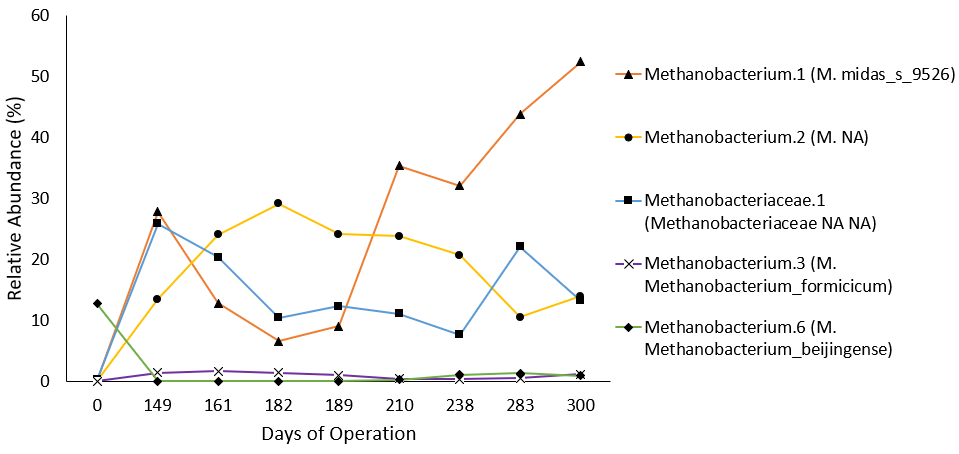 60
50
40
30
20
10
0
Relative Abundance (%)
0 149 161 182 189 210 238 283 300
Days of Operation
Methanobacterium.1 (M. midas_s_9526)
Methanobacterium.2 (M. NA)
Methanobacteriaceae.1
(Methanobacteriaceae NA NA)
Methanobacterium.3 (M.
Methanobacterium_formicicum)
Methanobacterium.6 (M.
Methanobacterium_beijingense)